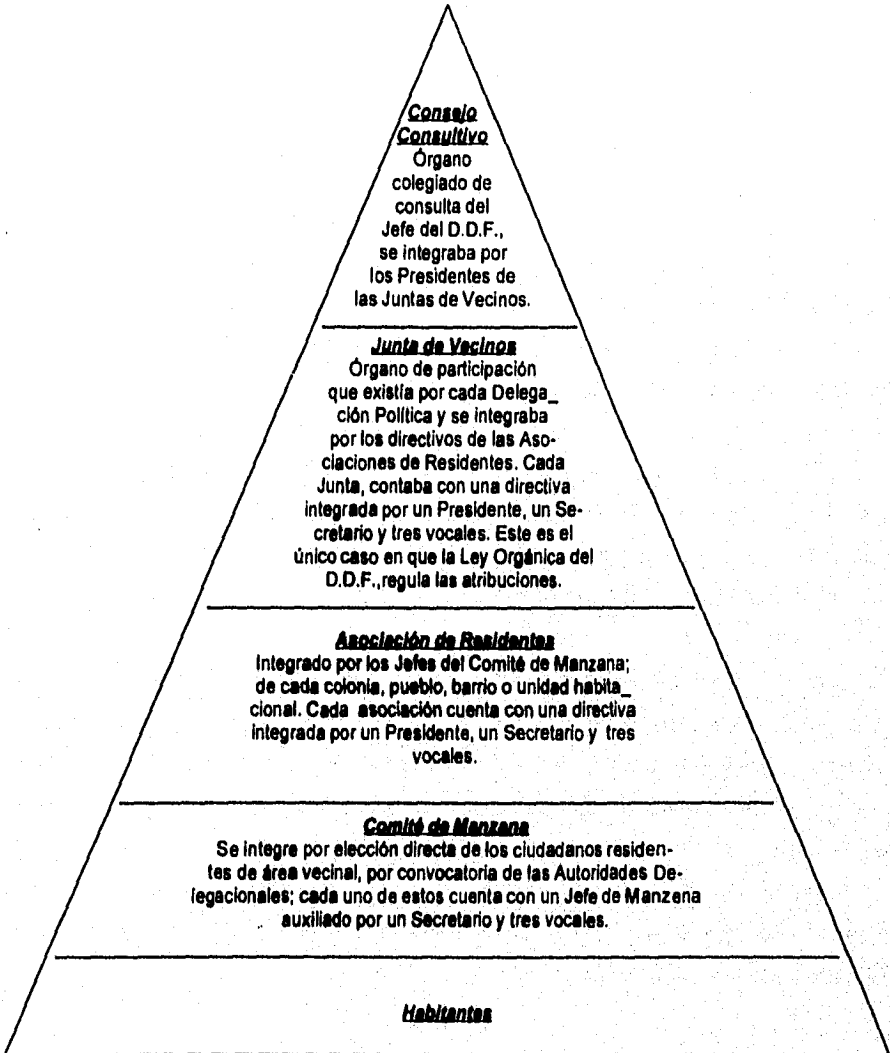 Consejo
Consultivo
Órgano
colegiado de
consulta del
Jefe del D.D.F.,
se integraba por
los Presidentes de
las Juntas de Vecinos.
Junta de Vecinos
Órgano de participación
que existía por cada Delega_
ción Política y se integraba
por los directivos de las Aso-
ciaciones de Residentes. Cada
Junta, contaba con una directiva
integrada por un Presidente, un Se-
cretario y tres vocales. Este es el
único caso en que la Ley Orgánica del
D.D.F.,regula las atribuciones.
Asociación de Residentes
Integrado por los Jefes del Comité de Manzana;
de cada colonia, pueblo, barrio o unidad habita_
cional. Cada asociación cuenta con una directiva
integrada por un Presidente, un Secretario y tres
vocales.
Comité de Manzana
Se integra por elección directa de los ciudadanos residen-
tes de área vecinal, por convocatoria de las Autoridades De-
legacionales; cada uno de estos cuenta con un Jefe de Manzana
auxiliado por un Secretario y tres vocales.
Habitantes